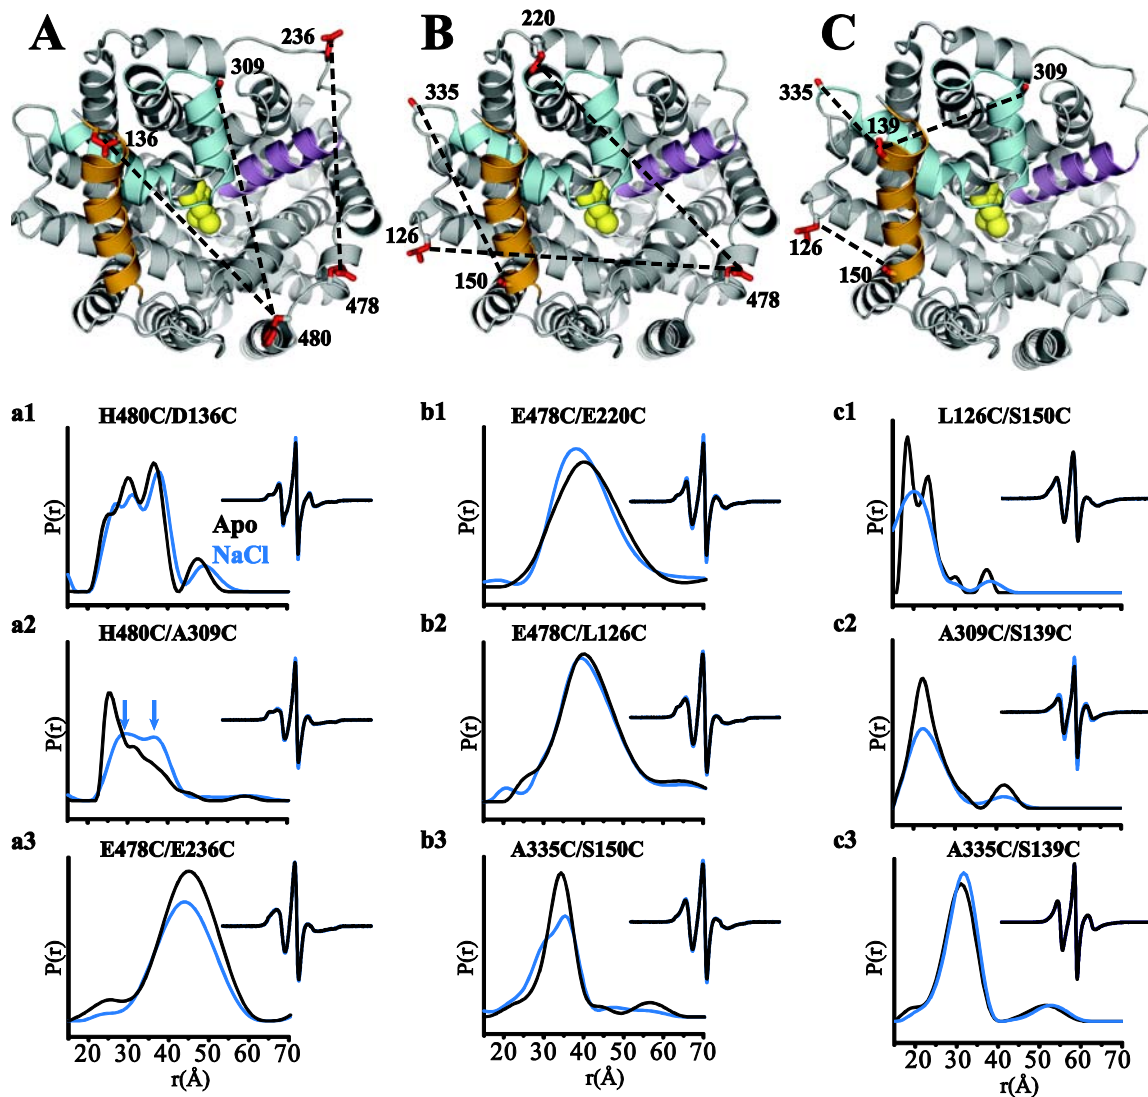 A
236
309
136
478
480
B
220
335
126
150
478
C
335
309
139
126
150
a1
H480C/D136C
P(r)
Apo
NaCl
b1
E478C/E220C
P(r)
c1
L126C/S150C
P(r)
a2
H480C/A309C
P(r)
b2
E478C/L126C
P(r)
c2
A309C/S139C
P(r)
a3
E478C/E236C
P(r)
20 30 40 50 60 70
r(Å)
b3
A335C/S150C
P(r)
20 30 40 50 60 70
r(Å)
c3
A335C/S139C
P(r)
20 30 40 50 60 70
r(Å)